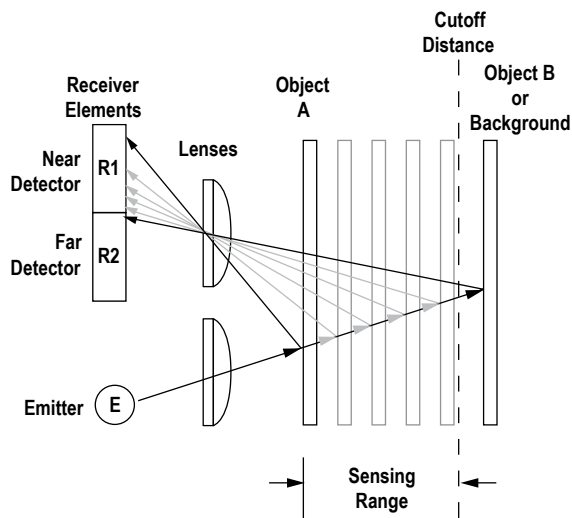 Cutoff
Distance
Object B
or
Background
Object
A
Receiver
Elements
Lenses
Near
Detector
R1
Far
Detector
R2
Emitter
E
Sensing
Range